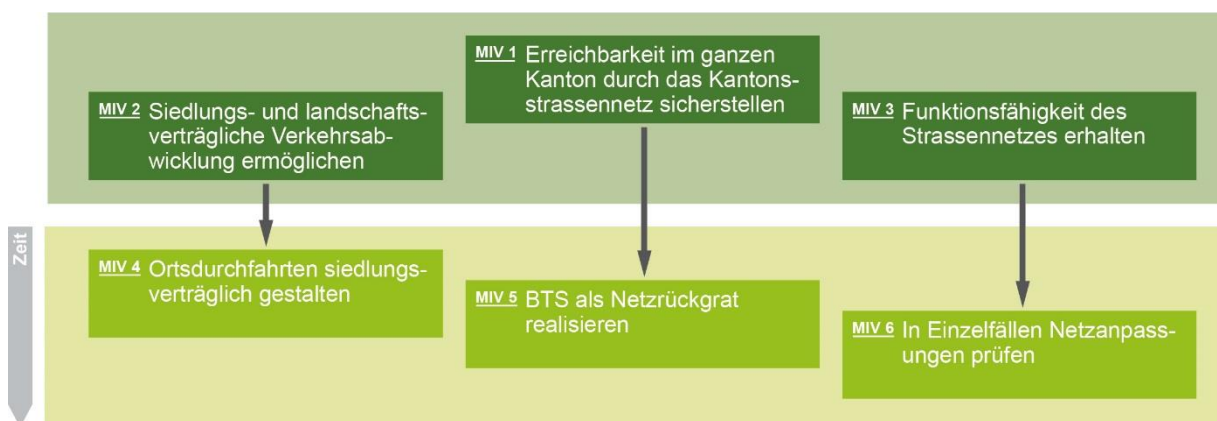 MIV 1 Erreichbarkeit im ganzen
Kanton durch das Kantons-
strassennetz sicherstellen
MIV 2 Siedlungs- und landschafts-
verträgliche Verkehrsab-
wicklung ermöglichen
MIV 3 Funktionsfähigkeit des
Strassennetzes erhalten
Zeit
MIV 4 Ortsdurchfahrten siedlungs-
verträglich gestalten
MIV 5 BTS als Netzrückgrat
realisieren
MIV 6 In Einzelfällen Netzanpass-
ungen prüfen